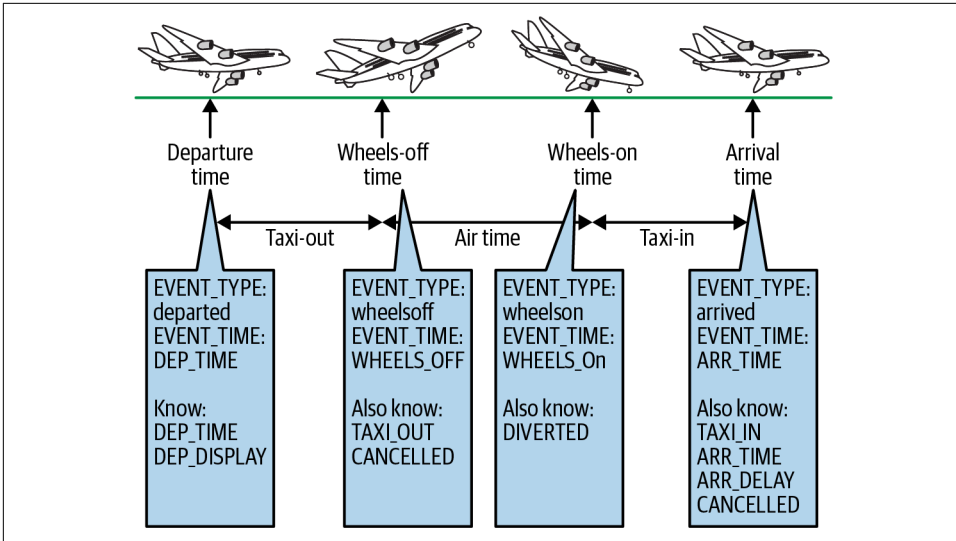 Departure
time
Wheels-off
time
Wheels-on
time
Arrival
time
Taxi-out
Air time
Taxi-in
EVENT_TYPE:
departed
EVENT_TIME:
DEP_TIME
Know:
DEP_TIME
DEP_DISPLAY
EVENT_TYPE:
wheelsoff
EVENT_TIME:
WHEELS_OFF
Also know:
TAXI_OUT
CANCELLED
EVENT_TYPE:
wheelson
EVENT_TIME:
WHEELS_On
Also know:
DIVERTED
EVENT_TYPE:
arrived
EVENT_TIME:
ARR_TIME
Also know:
TAXI_IN
ARR_TIME
ARR_DELAY
CANCELLED